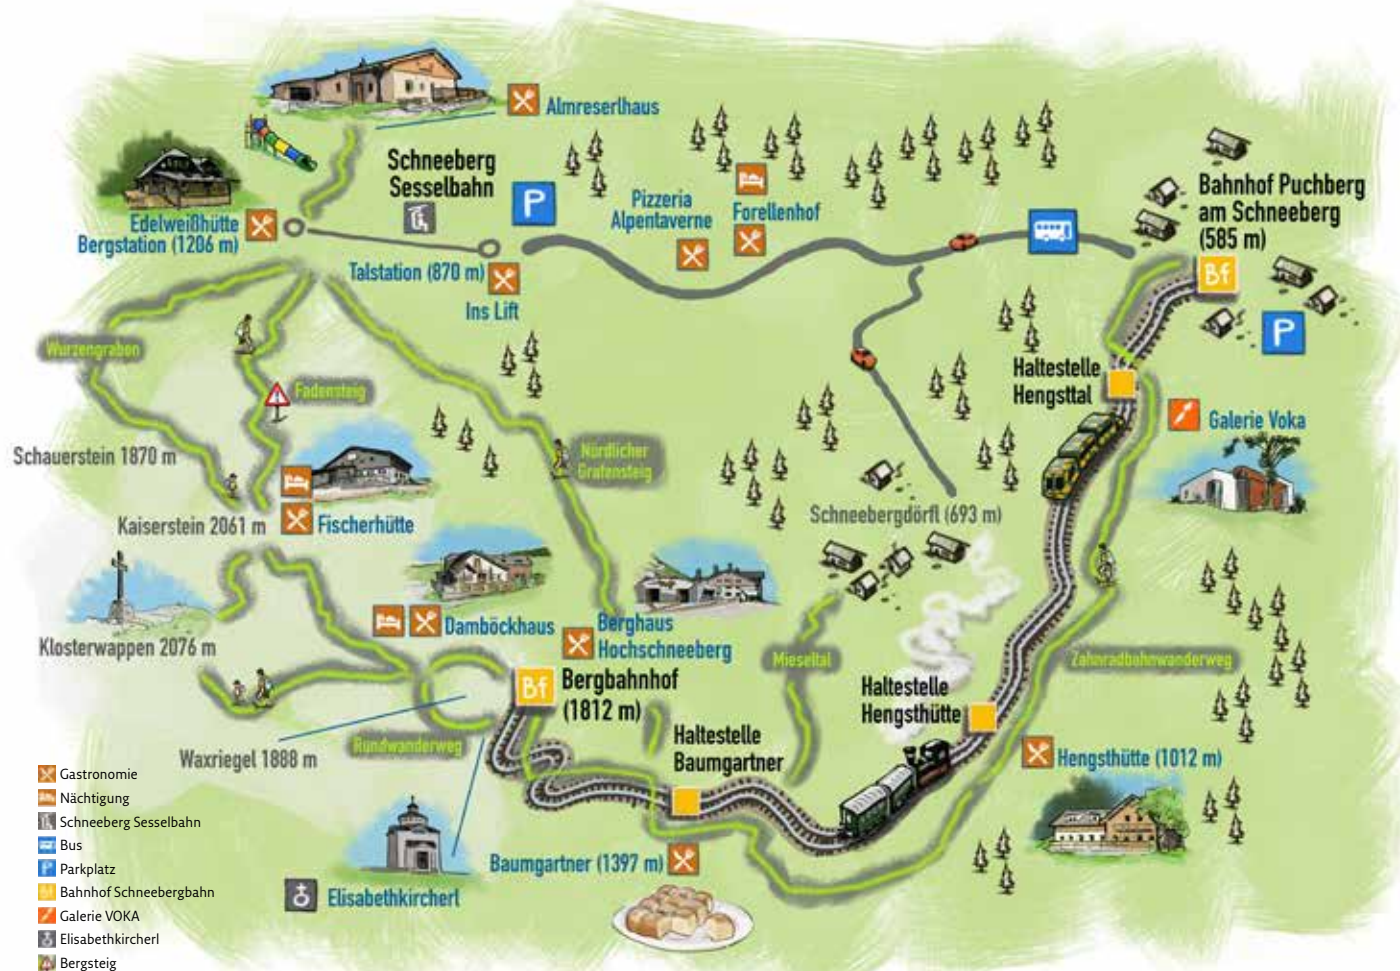 Almreserlhaus
Schneeberg
Sesselbahn
P
Pizzeria
Alpentaverne
Forellenhof
Bahnhof Puchberg
am Schneeberg
(585 m)
Bf
P
Edelweißhütte
Bergstation (1206 m)
Talstation (870 m)
Ins Lift
Wurzengraben
Fadensteig
Haltestelle
Hengsttal
Galerie Voka
Schauerstein 1870 m
Nördlicher
Grafensteig
Kaiserstein 2061 m
Fischerhütte
Schneebergdörfl (693 m)
Klosterwappen 2076 m
Damböckhaus
Berghaus
Hochschneeberg
Mieseltal
Zahnradbahnwanderweg
Bf
Bergbahnhof
(1812 m)
Haltestelle
Hengsthütte
Rundwanderweg
Waxriegel 1888 m
Haltestelle
Baumgartner
Hengsthütte (1012 m)
Baumgartner (1397 m)
Elisabethkircherl
Gastronomie
Nächtigung
Schneeberg Sesselbahn
Bus
P Parkplatz
Bf Bahnhof Schneebergbahn
Galerie VOKA
Elisabethkircherl
Bergsteig